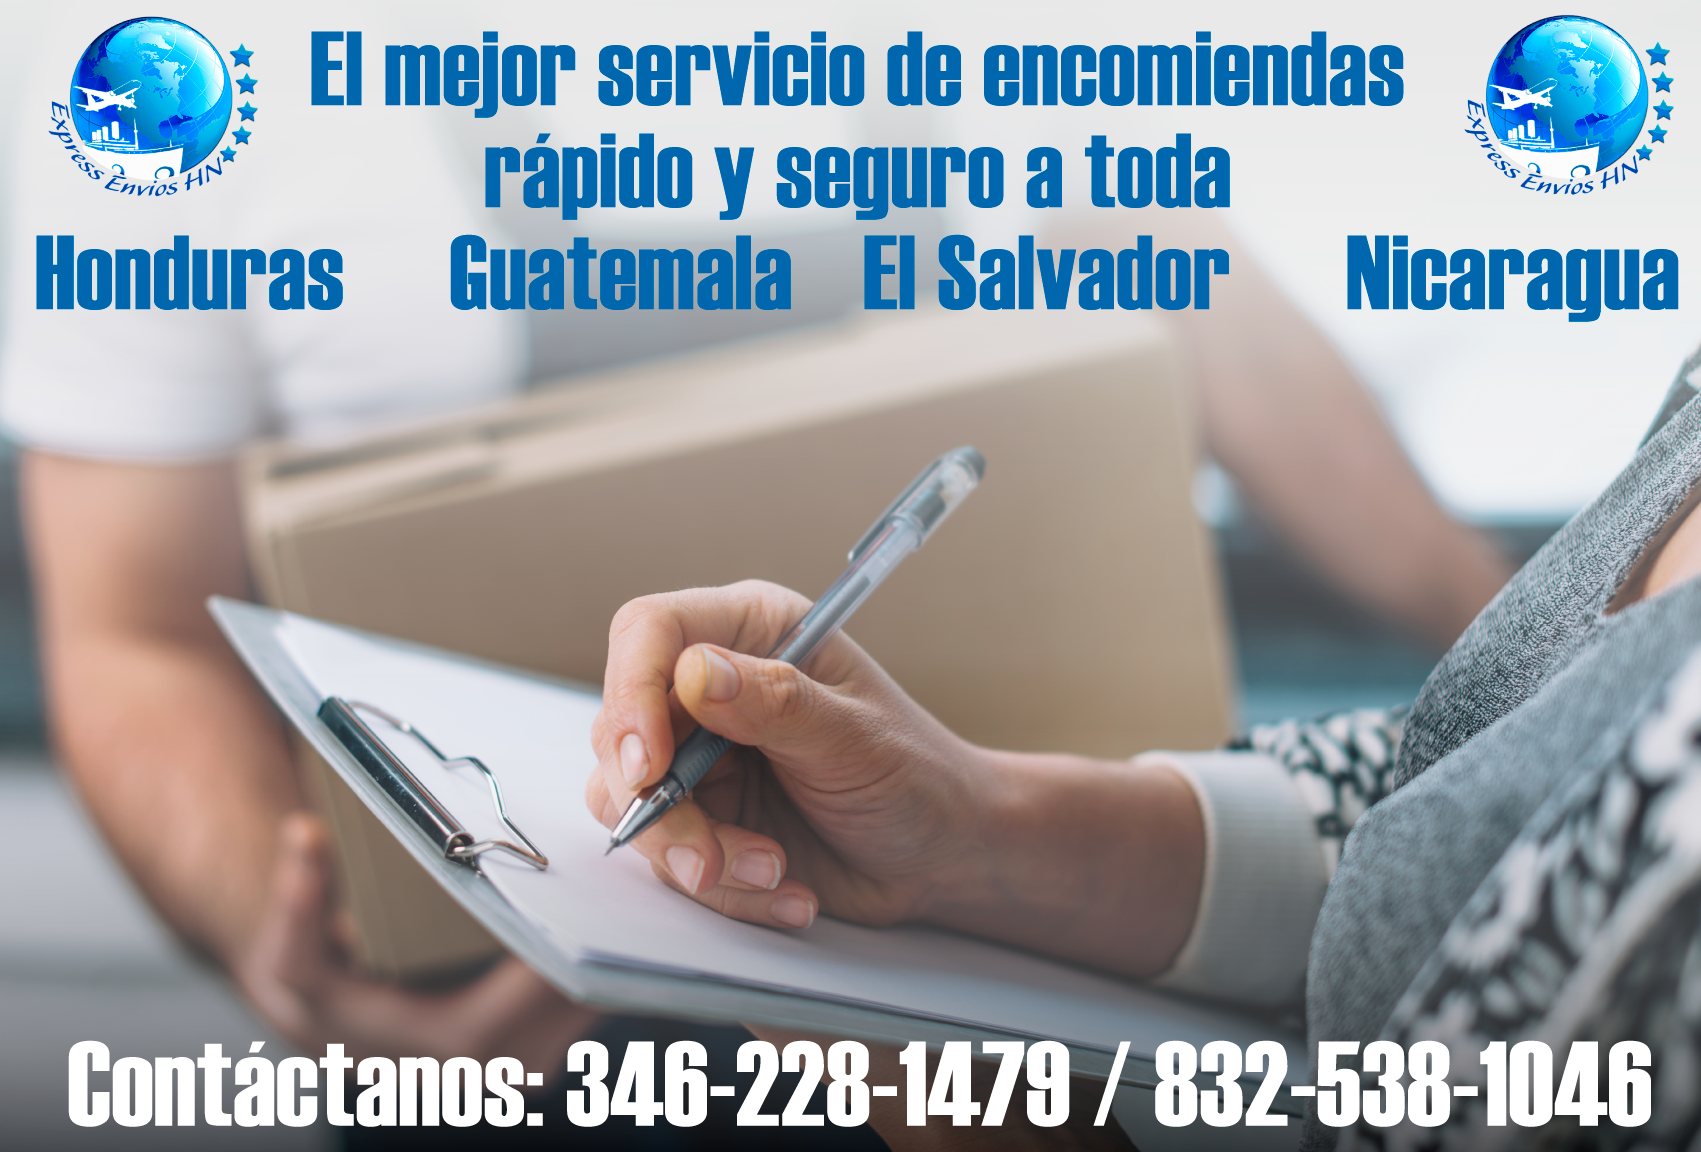 El mejor servicio de encomiendas
rápido y seguro a toda
Honduras Guatemala El Salvador Nicaragua
Express Envios HN
Express Envios HN
Contáctanos: 346-228-1479 / 832-538-1046